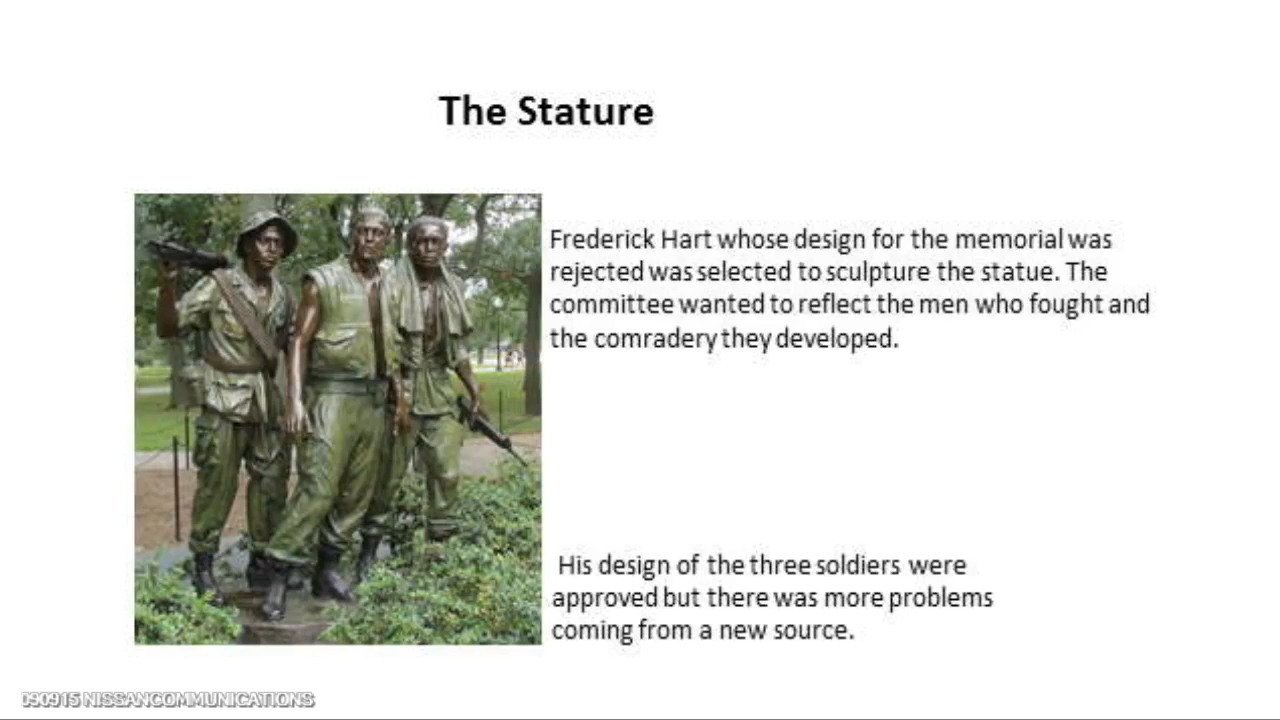 The Stature
Frederick Hart whose design for the memorial was
rejected was selected to sculpture the statue. The
committee wanted to reflect the men who fought and
the comradery they developed.
His design of the three soldiers were
approved but there was more problems
coming from a new source.
090915 NISSANCOMMUNICATIONS